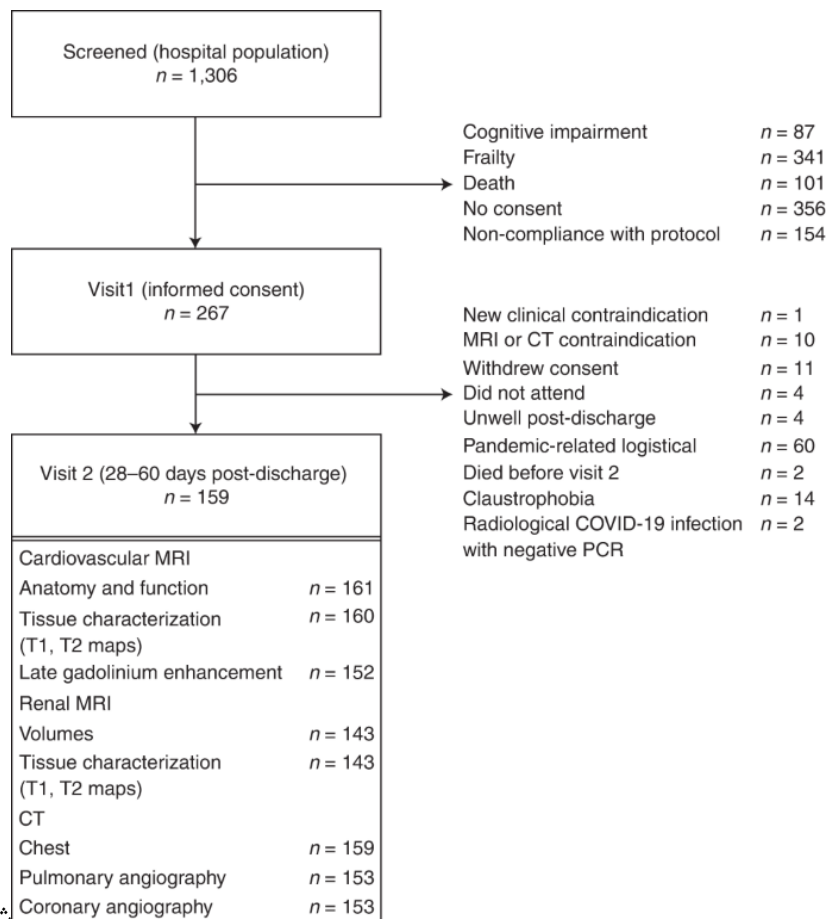 Screened (hospital population)
n = 1,306
Cognitive impairment n = 87
Frailty n = 341
Death n = 101
No consent n = 356
Non-compliance with protocol n = 154
Visit1 (informed consent)
n = 267
New clinical contraindication n = 1
MRI or CT contraindication n = 10
Withdrew consent n = 11
Did not attend n = 4
Unwell post-discharge n = 4
Pandemic-related logistical n = 60
Died before visit 2 n = 2
Claustrophobia n = 14
Radiological COVID-19 infection n = 2
with negative PCR
Visit 2 (28–60 days post-discharge)
n = 159
Cardiovascular MRI
Anatomy and function n = 161
Tissue characterization n = 160
(T1, T2 maps)
Late gadolinium enhancement n = 152
Renal MRI
Volumes n = 143
Tissue characterization n = 143
(T1, T2 maps)
CT
Chest n = 159
Pulmonary angiography n = 153
Coronary angiography n = 153